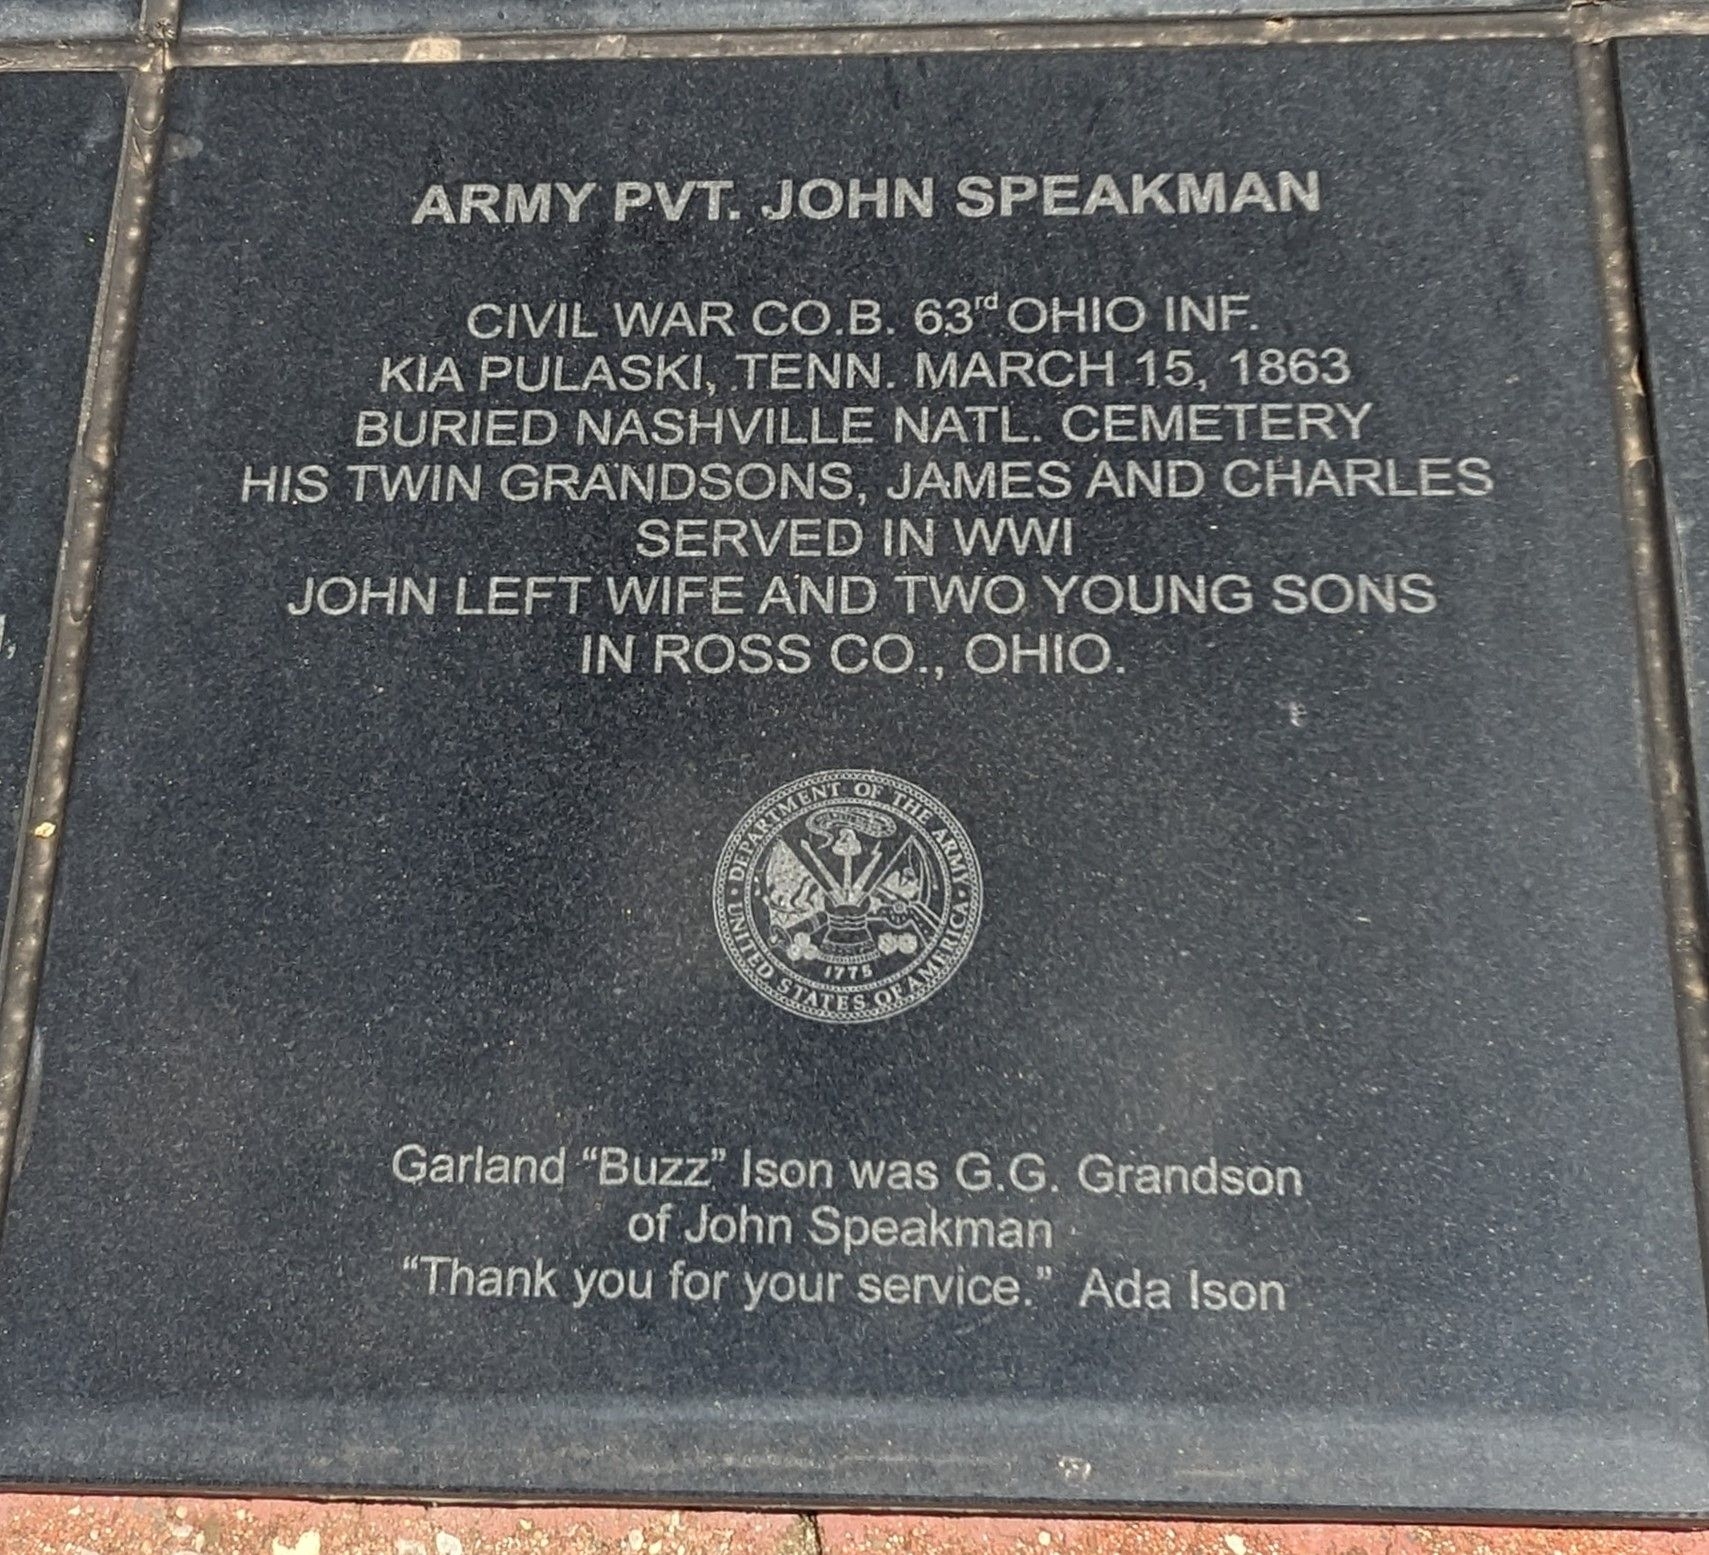 ARMY PVT. JOHN SPEAKMAN
CIVIL WAR CO.B. 63rd OHIO INF.
KIA PULASKI, TENN. MARCH 15, 1863
BURIED NASHVILLE NATL. CEMETERY
HIS TWIN GRANDSONS, JAMES AND CHARLES
SERVED IN WWI
JOHN LEFT WIFE AND TWO YOUNG SONS
IN ROSS CO., OHIO.
DEPARTMENT OF THE ARMY
UNITED STATES OF AMERICA
1775
Garland “Buzz” Ison was G.G. Grandson
of John Speakman
“Thank you for your service.” Ada Ison